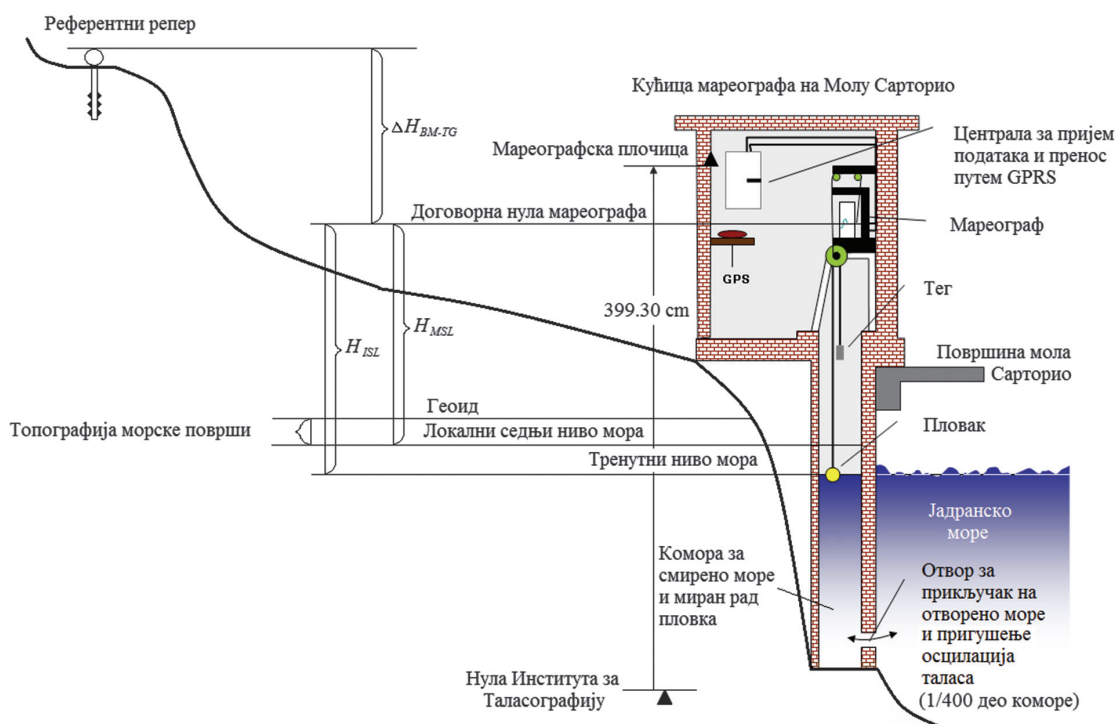 Референтни репер
ΔH_BM-TG
Кућица мареографа на Молу Сарторио
Мареографска плочица
Централа за пријем
података и пренос
путем GPRS
Договорна нула мареографа
Мареограф
GPS
Тег
399.30 cm
H_MSL
H_ISL
Површина мола
Сарторио
Геоид
Топографија морске површи
Локални седњи ниво мора
Пловак
Тренутни ниво мора
Јадранско
море
Комора за
смирено море
и миран рад
пловка
Отвор за
прикључак на
отворено море
и пригушење
осцилација
таласа
(1/400 део коморе)
Нула Института за
Таласографију